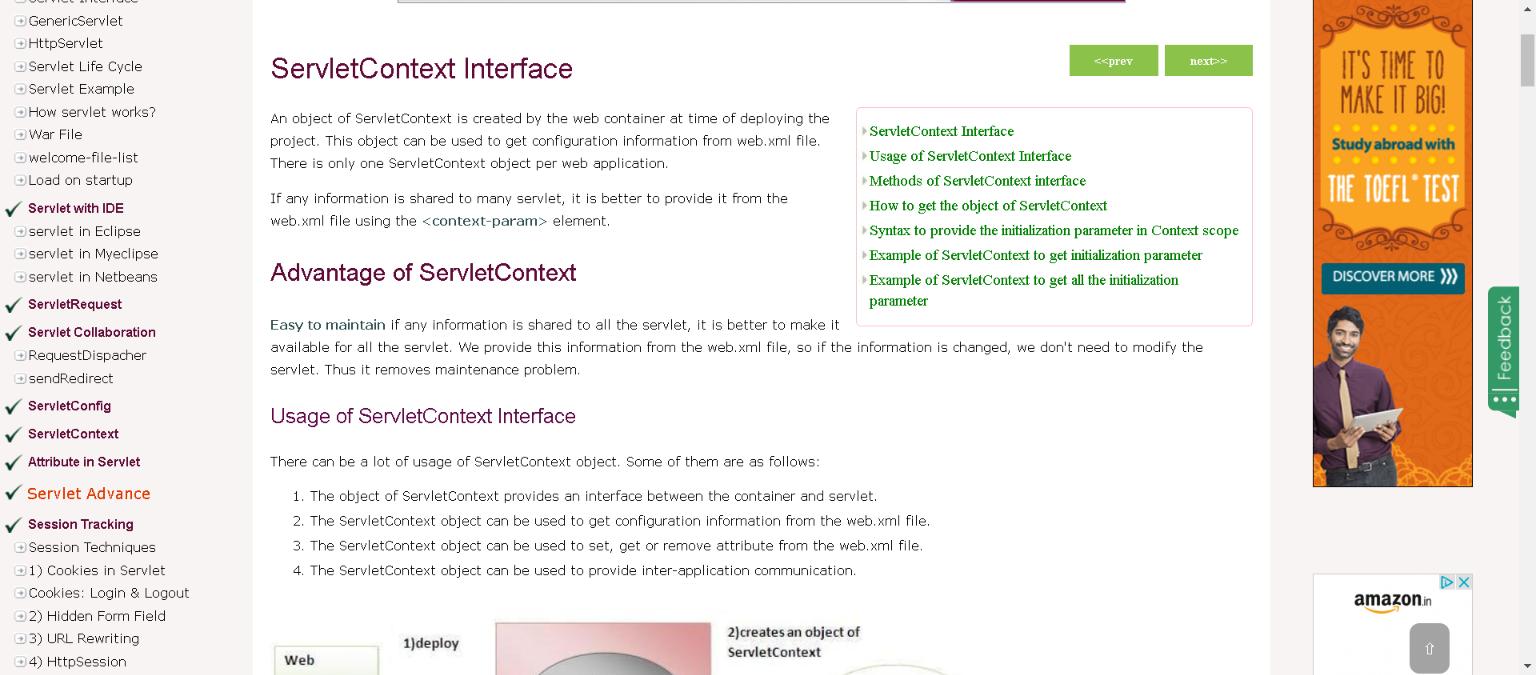 Servlet Interface
GenericServlet
HttpServlet
Servlet Life Cycle
Servlet Example
How servlet works?
War File
welcome-file-list
Load on startup
Servlet with IDE
servlet in Eclipse
servlet in Myeclipse
servlet in Netbeans
ServletRequest
Servlet Collaboration
RequestDispacher
sendRedirect
ServletConfig
ServletContext
Attribute in Servlet
Servlet Advance
Session Tracking
Session Techniques
1) Cookies in Servlet
Cookies: Login & Logout
2) Hidden Form Field
3) URL Rewriting
4) HttpSession
ServletContext Interface
<<prev
next>>
An object of ServletContext is created by the web container at time of deploying the
project. This object can be used to get configuration information from web.xml file.
There is only one ServletContext object per web application.
If any information is shared to many servlet, it is better to provide it from the
web.xml file using the <context-param> element.
ServletContext Interface
Usage of ServletContext Interface
Methods of ServletContext interface
How to get the object of ServletContext
Syntax to provide the initialization parameter in Context scope
Example of ServletContext to get initialization parameter
Example of ServletContext to get all the initialization
parameter
Advantage of ServletContext
Easy to maintain if any information is shared to all the servlet, it is better to make it
available for all the servlet. We provide this information from the web.xml file, so if the information is changed, we don't need to modify the
servlet. Thus it removes maintenance problem.
Usage of ServletContext Interface
There can be a lot of usage of ServletContext object. Some of them are as follows:
1. The object of ServletContext provides an interface between the container and servlet.
2. The ServletContext object can be used to get configuration information from the web.xml file.
3. The ServletContext object can be used to set, get or remove attribute from the web.xml file.
4. The ServletContext object can be used to provide inter-application communication.
1)deploy
2)creates an object of
ServletContext
Web
IT'S TIME TO
MAKE IT BIG!
Study abroad with
THE TOEFL® TEST
DISCOVER MORE
Feedback
amazon.in